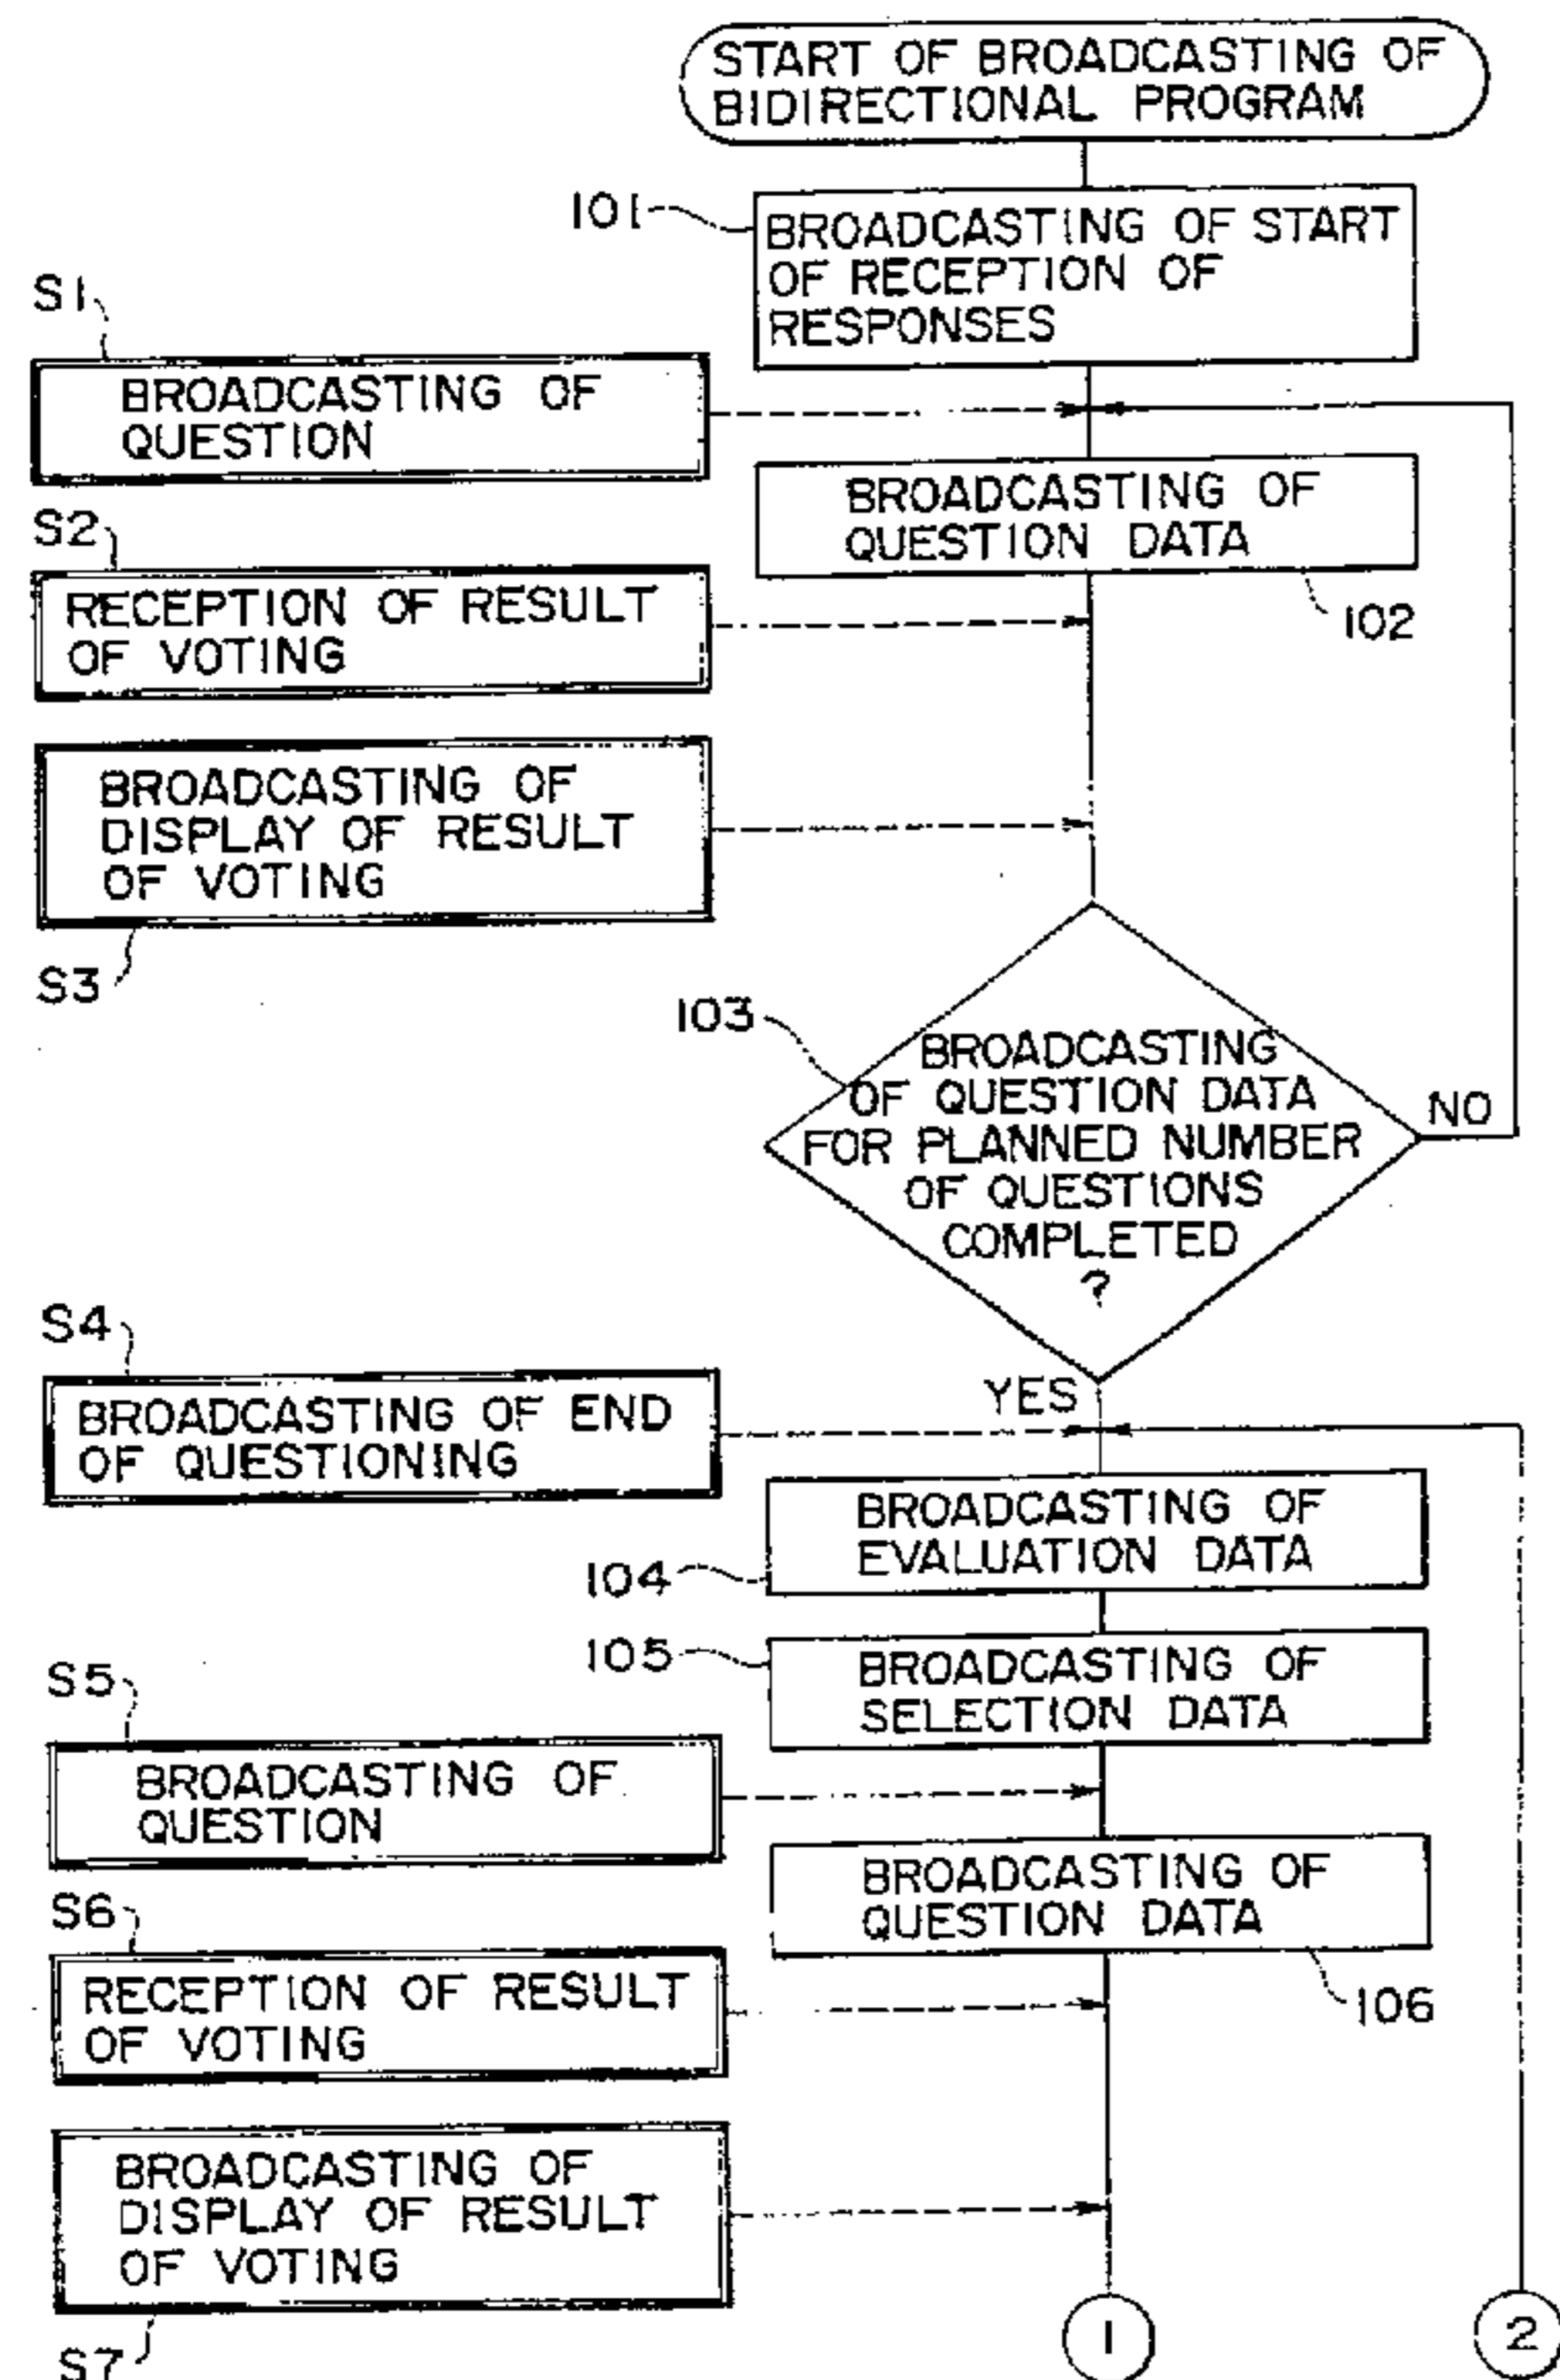 START OF BROADCASTING OF
BIDIRECTIONAL PROGRAM
101
BROADCASTING OF START
OF RECEPTION OF
RESPONSES
S1
BROADCASTING OF
QUESTION
BROADCASTING OF
QUESTION DATA
102
S2
RECEPTION OF RESULT
OF VOTING
BROADCASTING OF
DISPLAY OF RESULT
OF VOTING
S3
103
BROADCASTING
OF QUESTION DATA
FOR PLANNED NUMBER
OF QUESTIONS
COMPLETED
?
NO
YES
S4
BROADCASTING OF END
OF QUESTIONING
BROADCASTING OF
EVALUATION DATA
104
105
BROADCASTING OF
SELECTION DATA
S5
BROADCASTING OF
QUESTION
BROADCASTING OF
QUESTION DATA
106
S6
RECEPTION OF RESULT
OF VOTING
BROADCASTING OF
DISPLAY OF RESULT
OF VOTING
S7
1
2